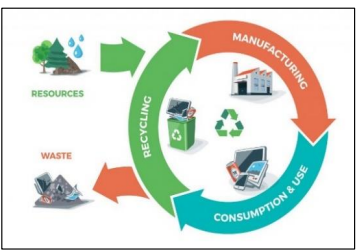 MANUFACTURING
RESOURCES
RECYCLING
WASTE
CONSUMPTION & USE